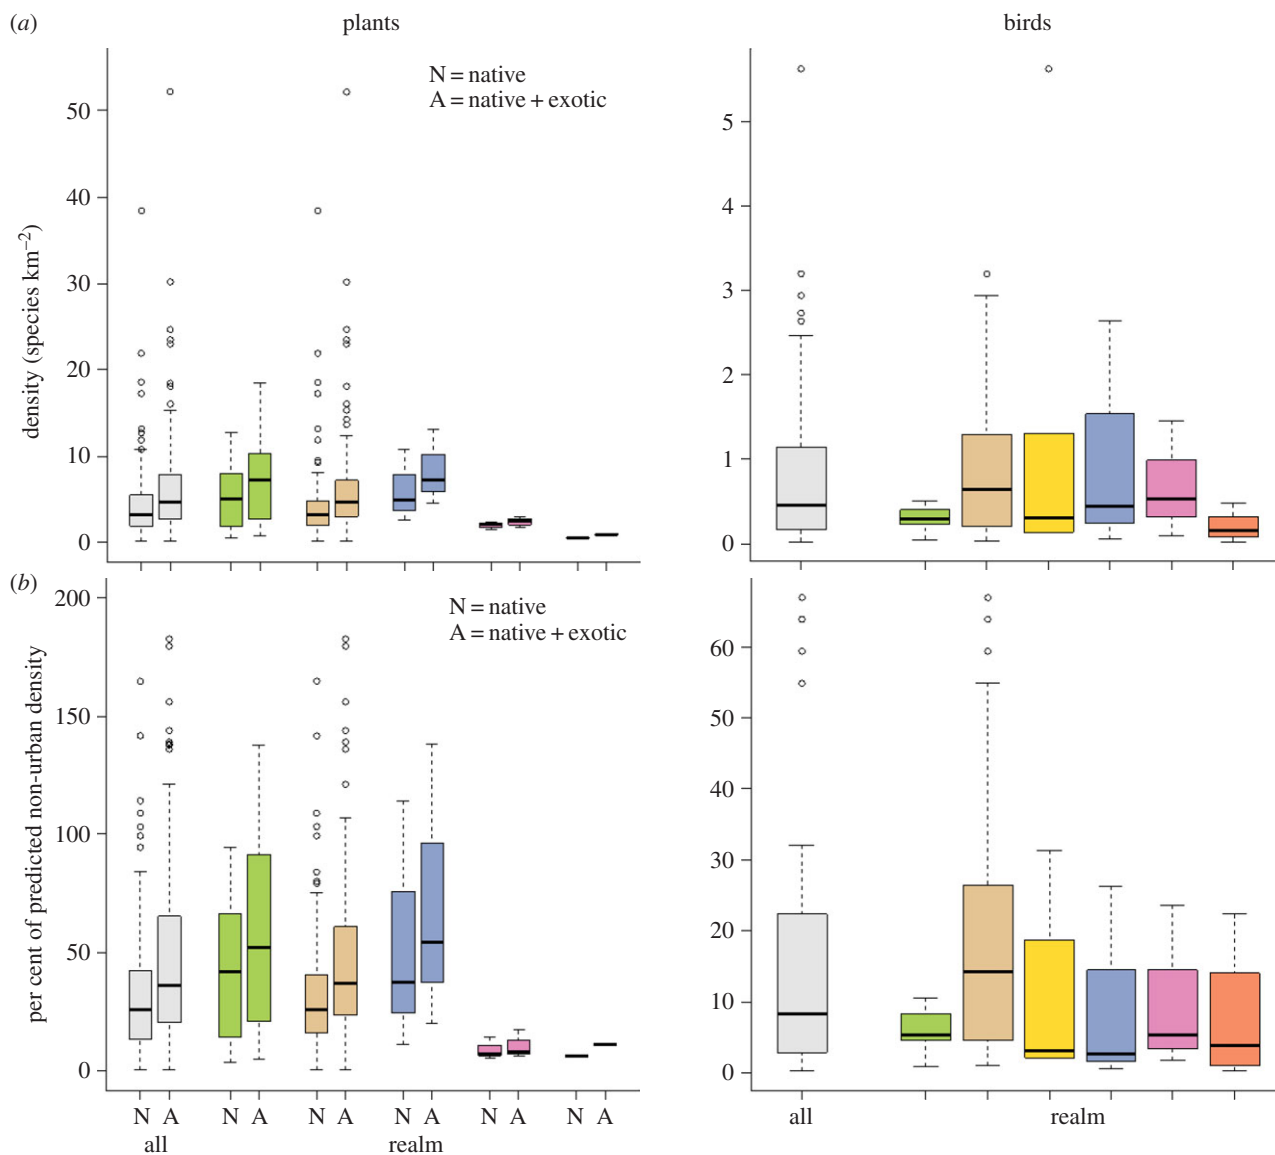 (a)
plants
birds
N = native
A = native + exotic
density (species km–2)
50
40
30
20
10
0
5
4
3
2
1
0
(b)
N = native
A = native + exotic
per cent of predicted non-urban density
200
150
100
50
0
60
50
40
30
20
10
0
N A N A N A N A N A N A
all realm
all realm